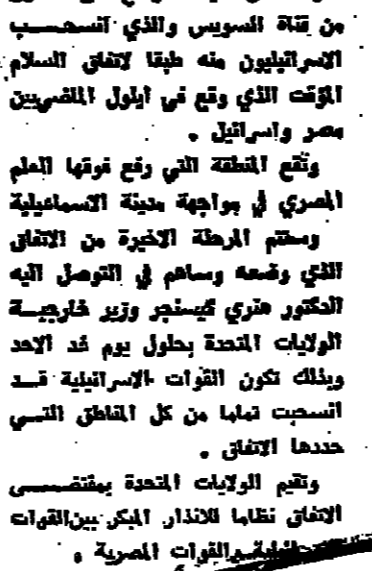 من قناة السويس والذي انسحب
الاسرائيليون منه طبقا لاتفاق السلام
المؤقت الذي وقع في ايلول الماضي بين
مصر واسرائيل .
وتقع المنطقة التي رفع فوقها العلم
المصري في مواجهة مدينة الاسماعيلية
وستتم المرحلة الاخيرة من الاتفاق
الذي وضعه وساهم في التوصل اليه
الدكتور هنري كيسنجر وزير خارجية
الولايات المتحدة بحلول يوم غد الاحد
وبذلك تكون القوات الاسرائيلية قد
انسحبت تماما من كل المناطق التي
حددها الاتفاق .
وتقيم الولايات المتحدة بمقتضى
الاتفاق نظاما للانذار المبكر بين القوات
والقوات المصرية .